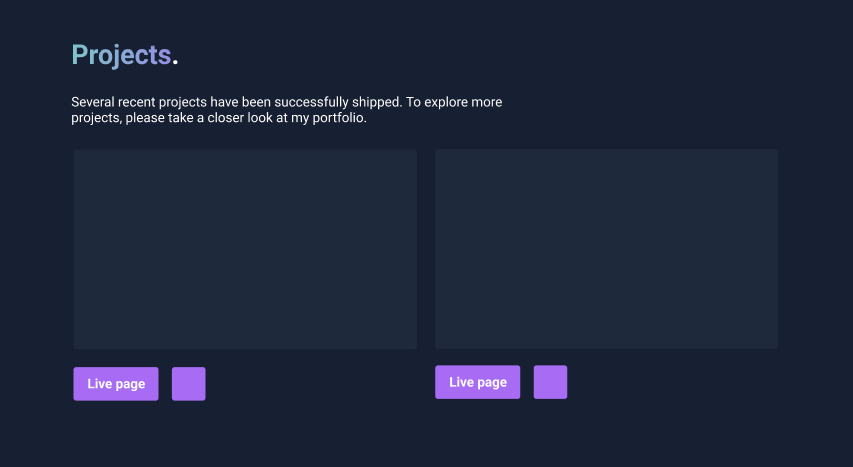 Projects.
Several recent projects have been successfully shipped. To explore more
projects, please take a closer look at my portfolio.
Live page
Live page